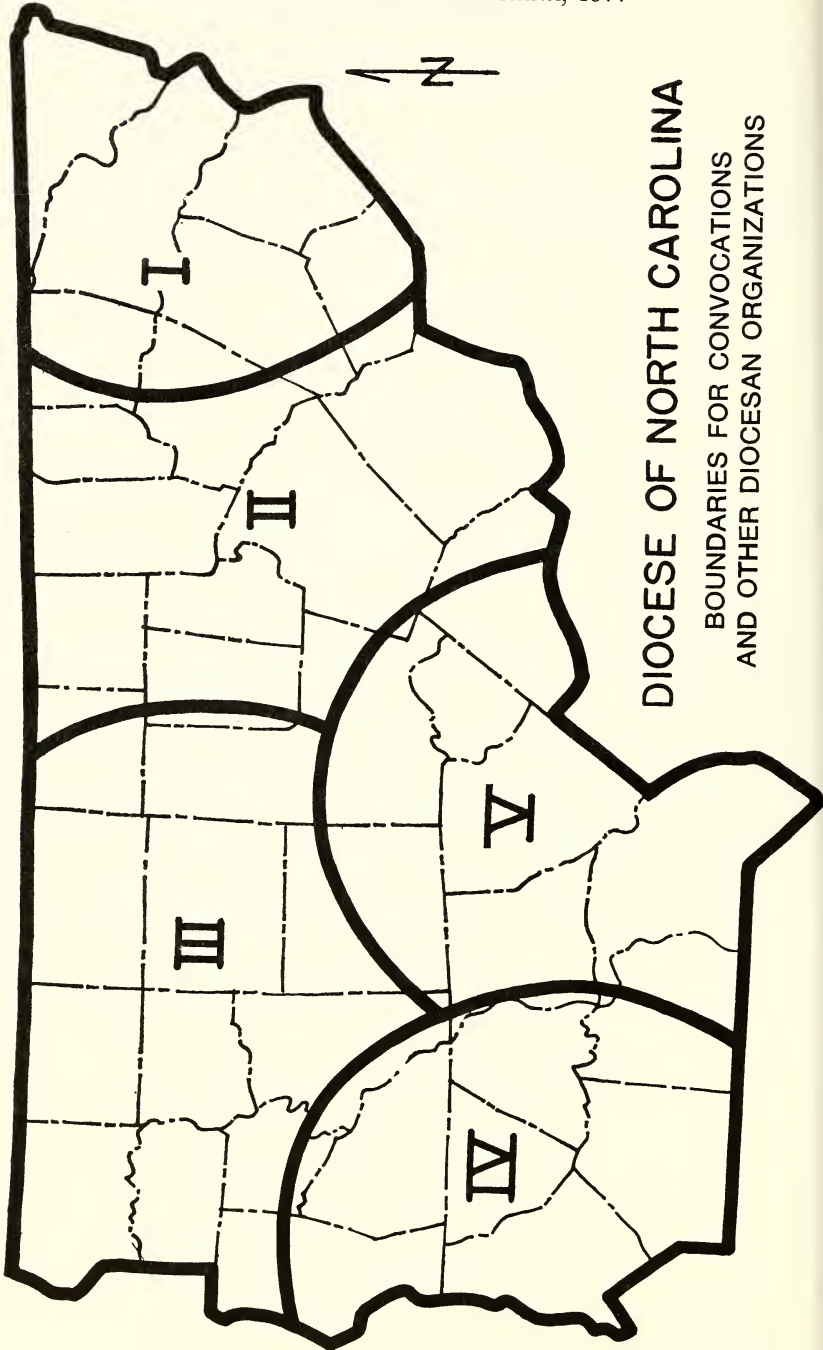 I
II
III
IV
V
N
DIOCESE OF NORTH CAROLINA
BOUNDARIES FOR CONVOCATIONS
AND OTHER DIOCESAN ORGANIZATIONS